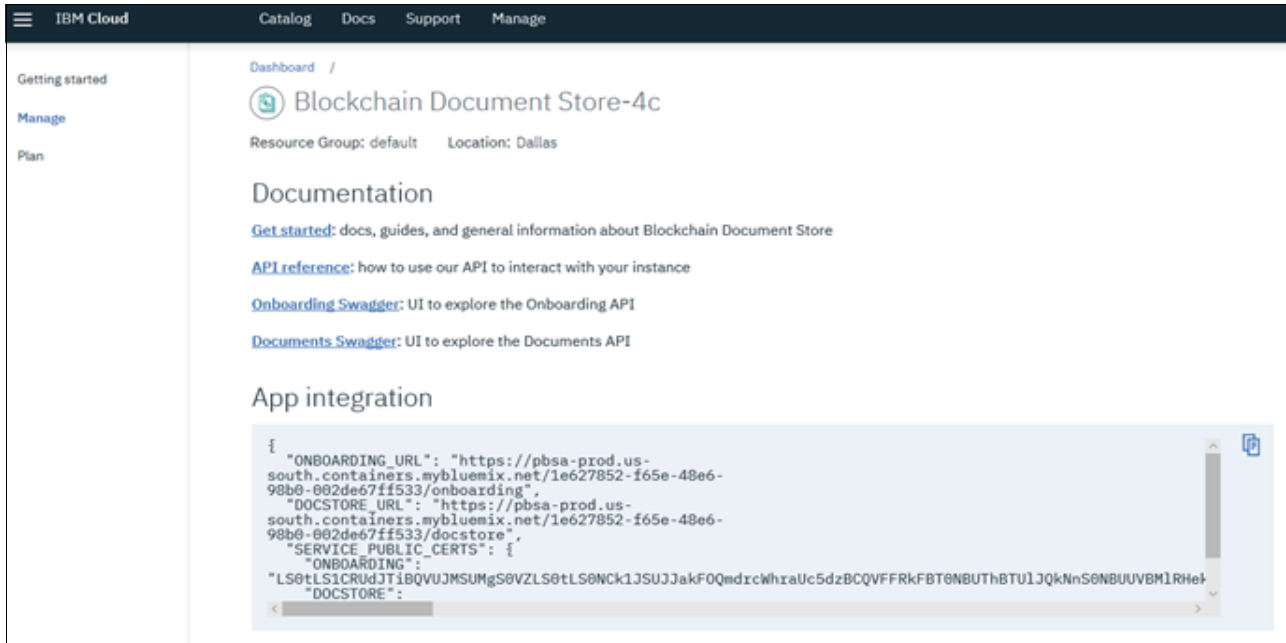 IBM Cloud Catalog Docs Support Manage
Getting started
Manage
Plan
Dashboard /
Blockchain Document Store-4c
Resource Group: default Location: Dallas
Documentation
Get started: docs, guides, and general information about Blockchain Document Store
API reference: how to use our API to interact with your instance
Onboarding Swagger: UI to explore the Onboarding API
Documents Swagger: UI to explore the Documents API
App integration
{
"ONBOARDING_URL": "https://pbsa-prod.us-
south.containers.mybluemix.net/1e627852-f65e-48e6-
98b0-002de67ff533/onboarding",
"DOCSTORE_URL": "https://pbsa-prod.us-
south.containers.mybluemix.net/1e627852-f65e-48e6-
98b0-002de67ff533/docstore",
"SERVICE_PUBLIC_CERTS": {
"ONBOARDING":
"DOCSTORE":